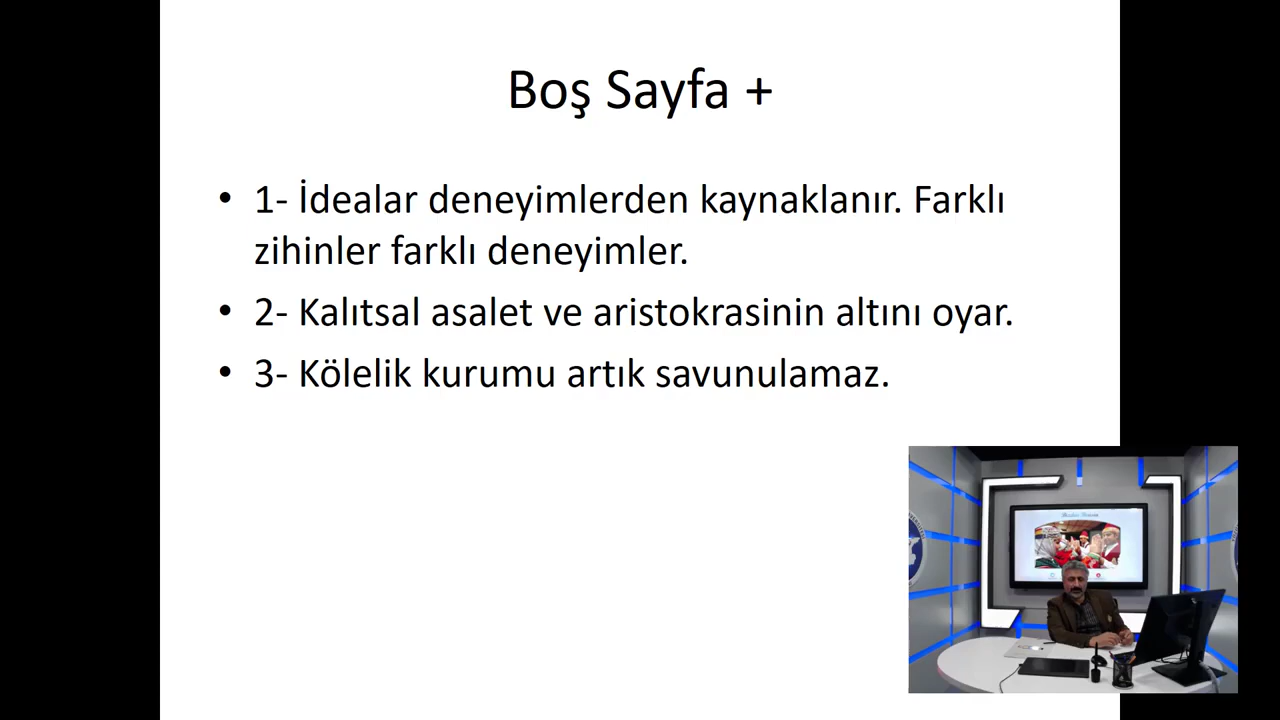 Boş Sayfa +
• 1- İdealar deneyimlerden kaynaklanır. Farklı
zihinler farklı deneyimler.
• 2- Kalıtsal asalet ve aristokrasinin altını oyar.
• 3- Kölelik kurumu artık savunulamaz.